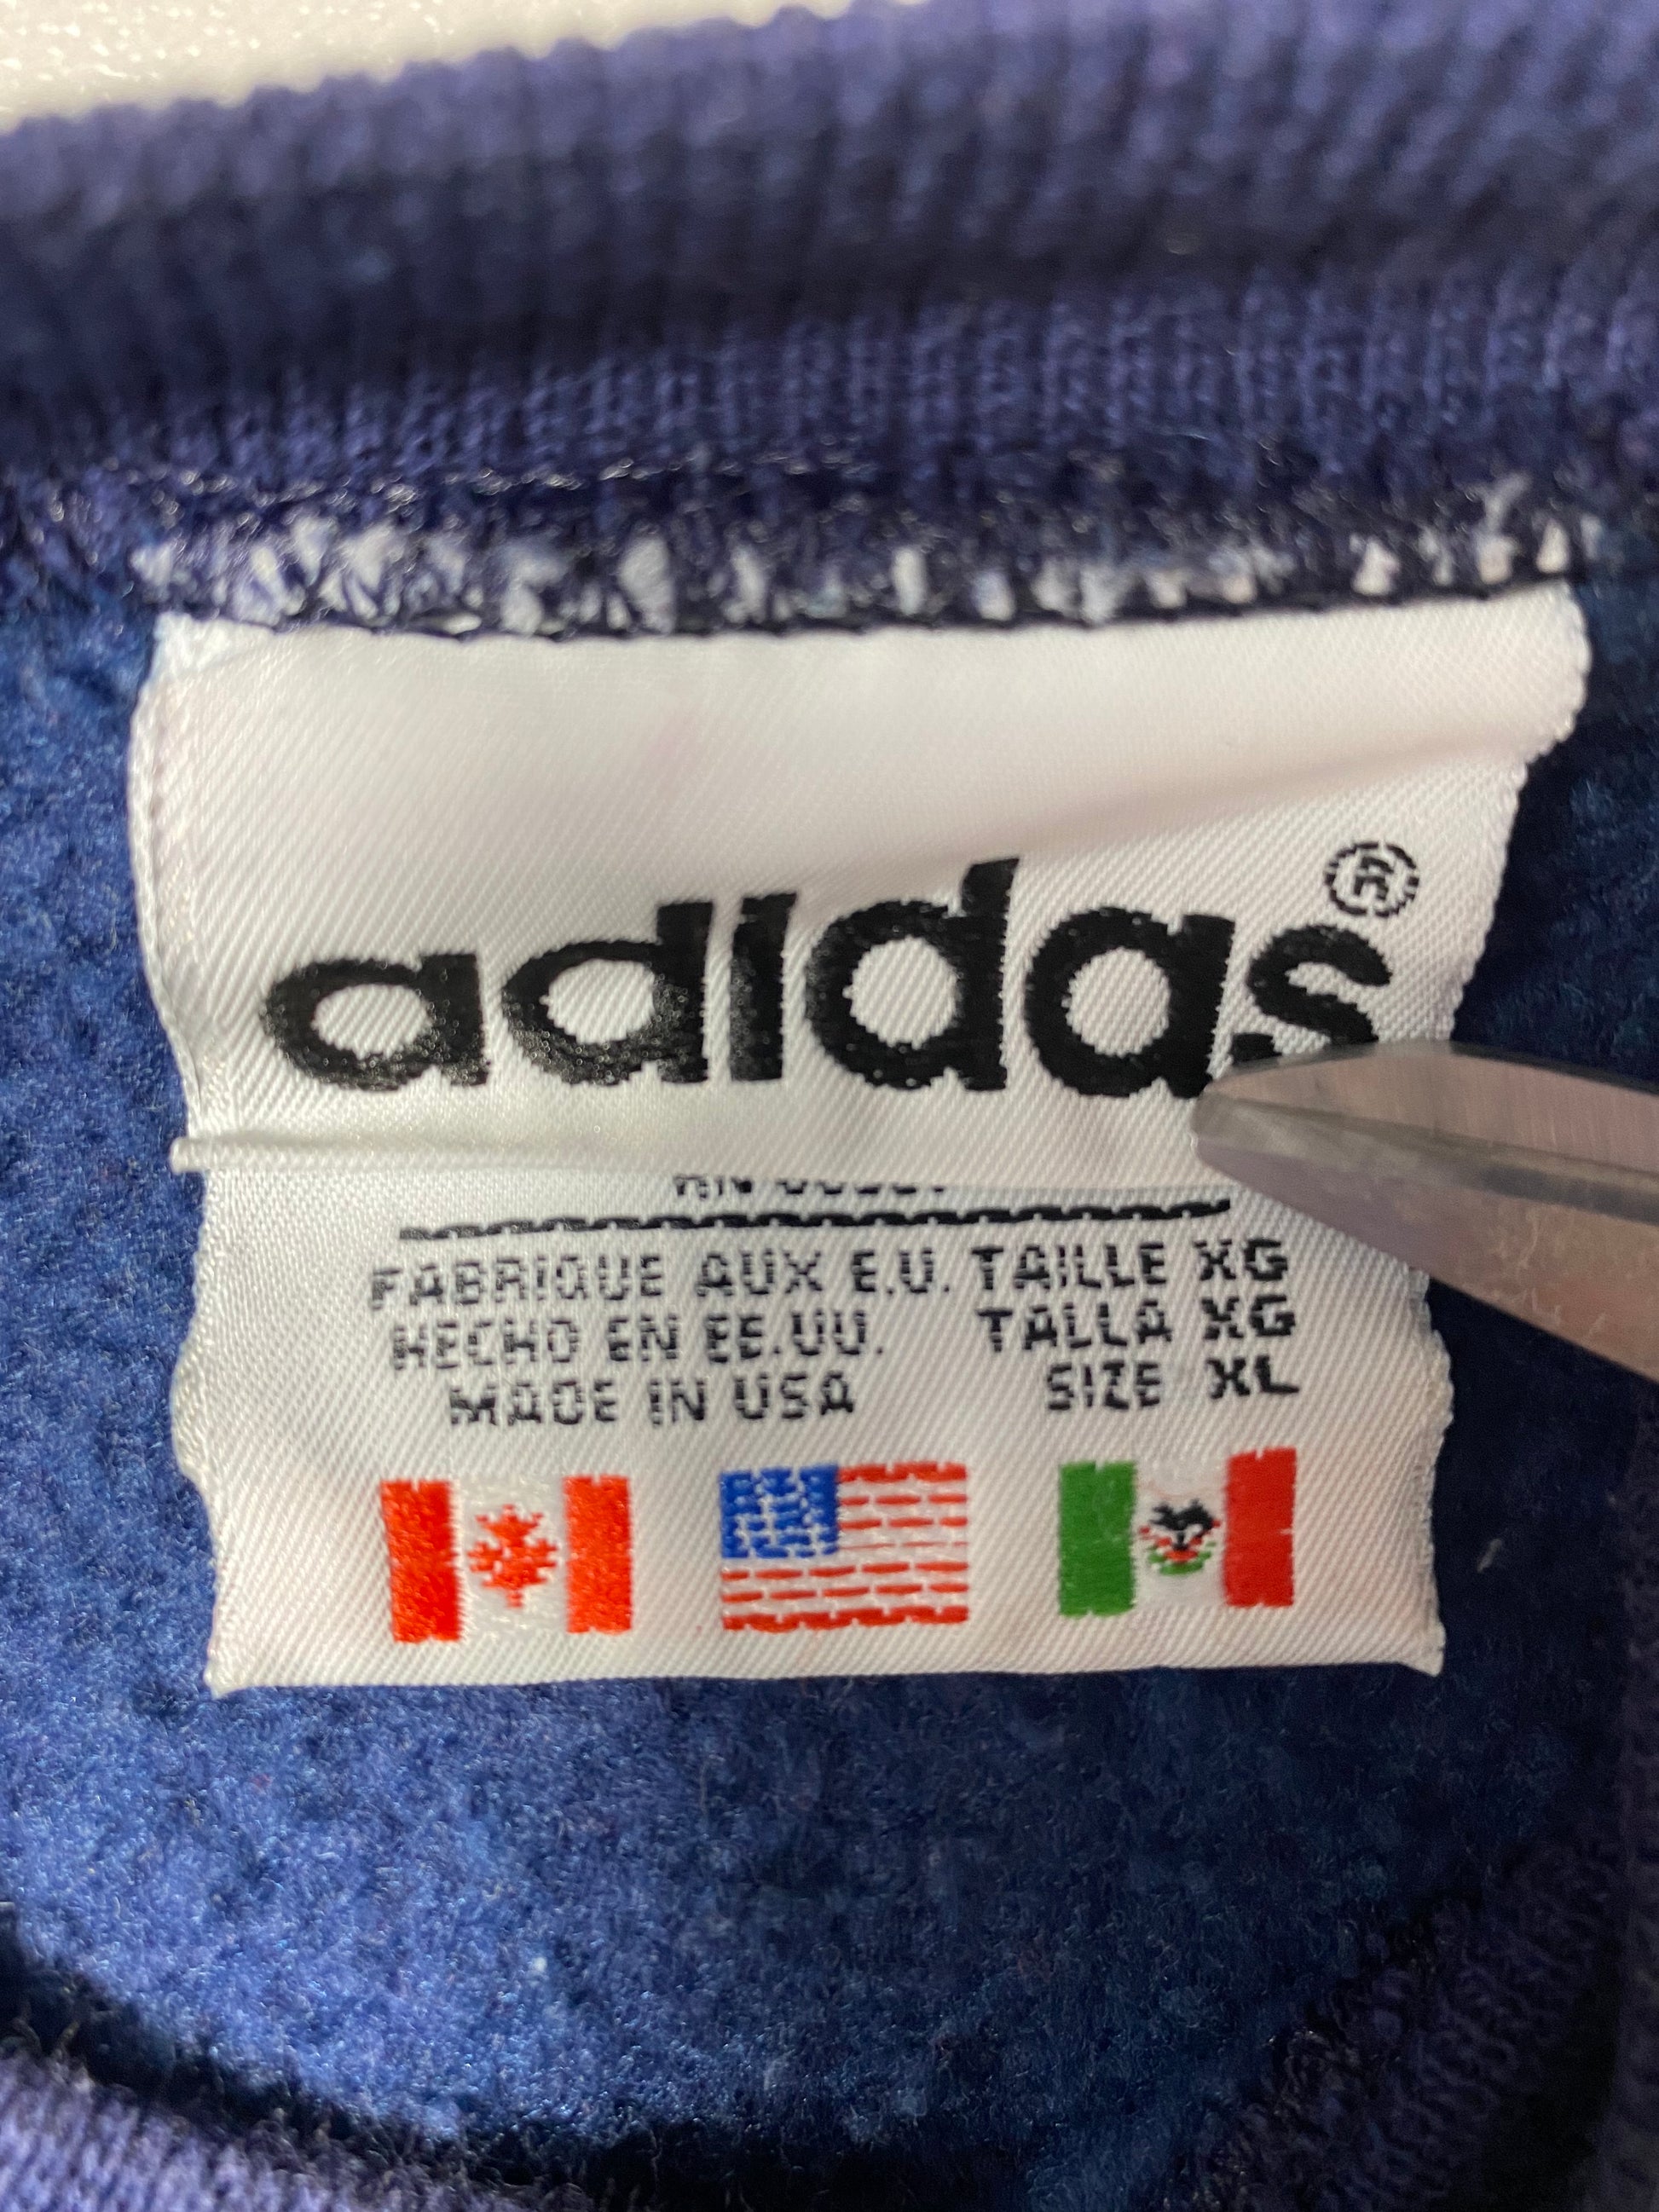 adidas®
FABRIQUE AUX E.U. TAILLE XG
HECHO EN EE.UU. TALLA XG
MADE IN USA SIZE XL